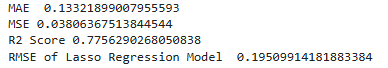 MAE  0.13321899007955593
MSE 0.03806367513844544
R2 Score 0.7756290268050838
RMSE of Lasso Regression Model  0.19509914181883384